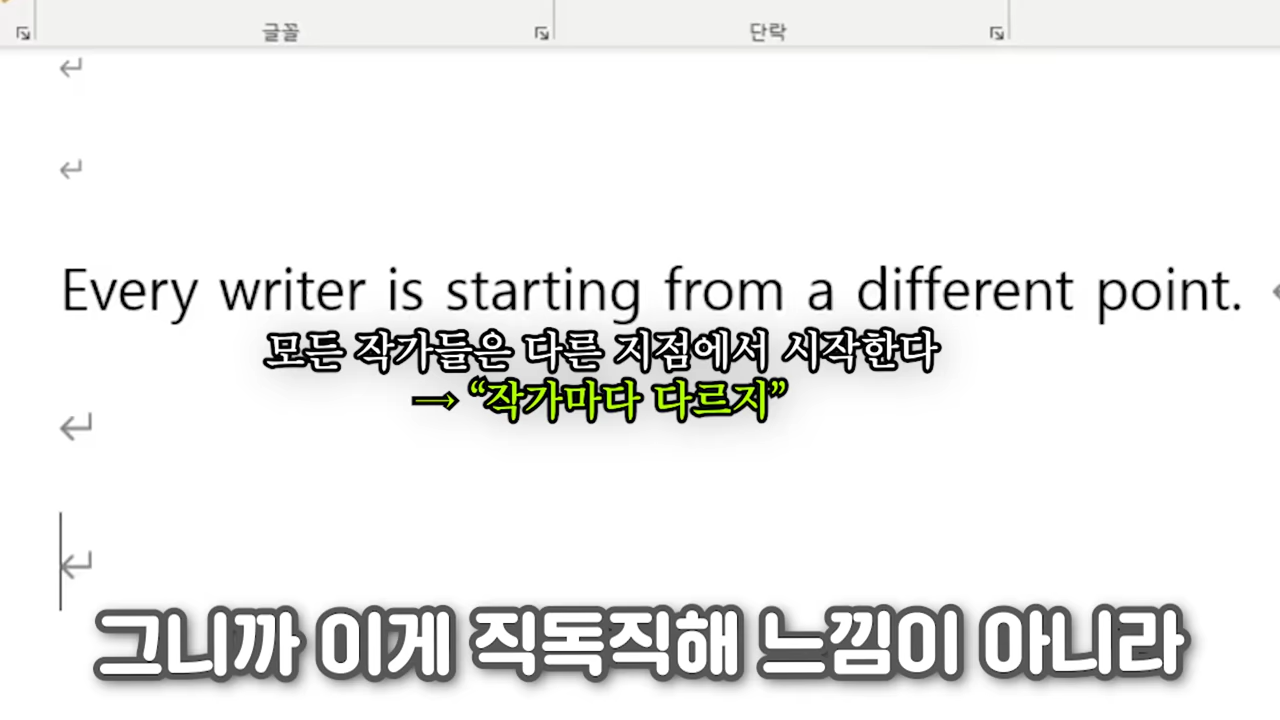 글꼴
단락
Every writer is starting from a different point.
모든 작가들은 다른 지점에서 시작한다
→ “작가마다 다르지”
그니까 이게 직독직해 느낌이 아니라